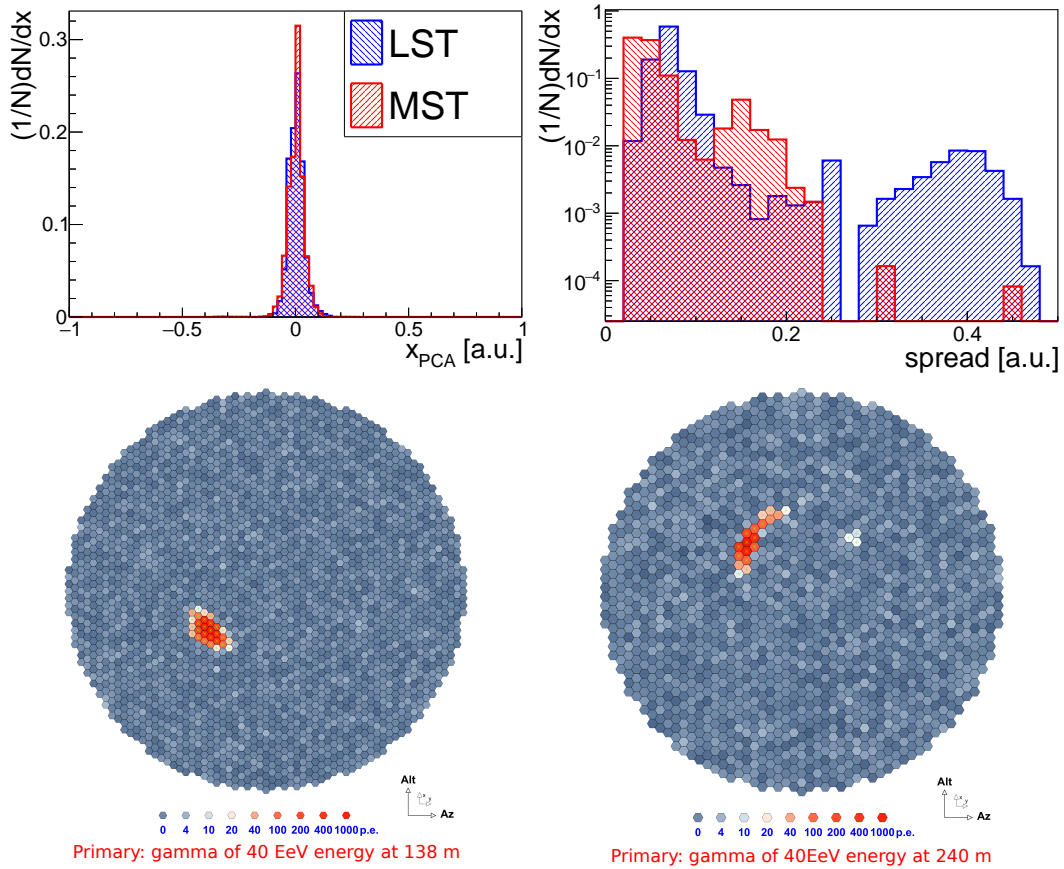 (1/N)dN/dx
0.3
0.2
0.1
0
−1
−0.5
0
0.5
1
x_PCA [a.u.]
LST
MST
(1/N)dN/dx
1
10⁻¹
10⁻²
10⁻³
10⁻⁴
0
0.2
0.4
spread [a.u.]
Alt
x
y
Az
0 4 10 20 40 100 200 400 1000 p.e.
Primary: gamma of 40 EeV energy at 138 m
Alt
x
y
Az
0 4 10 20 40 100 200 400 1000 p.e.
Primary: gamma of 40EeV energy at 240 m